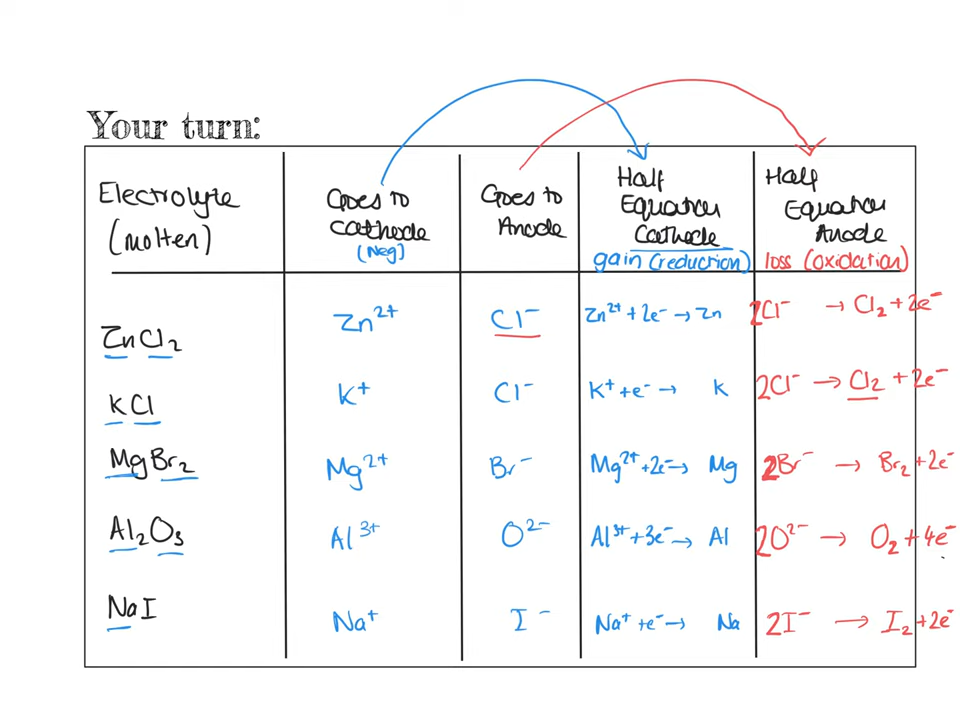 Your turn:
Electrolyte
(molten)
Goes to
Cathode
(Neg)
Goes to
Anode
Half
Equation
Cathode
gain (reduction)
Half
Equation
Anode
loss (oxidation)
ZnCl₂ Zn²⁺ Cl⁻ Zn²⁺ + 2e⁻ → Zn 2Cl⁻ → Cl₂ + 2e⁻
KCl K⁺ Cl⁻ K⁺ + e⁻ → K 2Cl⁻ → Cl₂ + 2e⁻
MgBr₂ Mg²⁺ Br⁻ Mg²⁺ + 2e⁻ → Mg 2Br⁻ → Br₂ + 2e⁻
Al₂O₃ Al³⁺ O²⁻ Al³⁺ + 3e⁻ → Al 2O²⁻ → O₂ + 4e⁻
NaI Na⁺ I⁻ Na⁺ + e⁻ → Na 2I⁻ → I₂ + 2e⁻